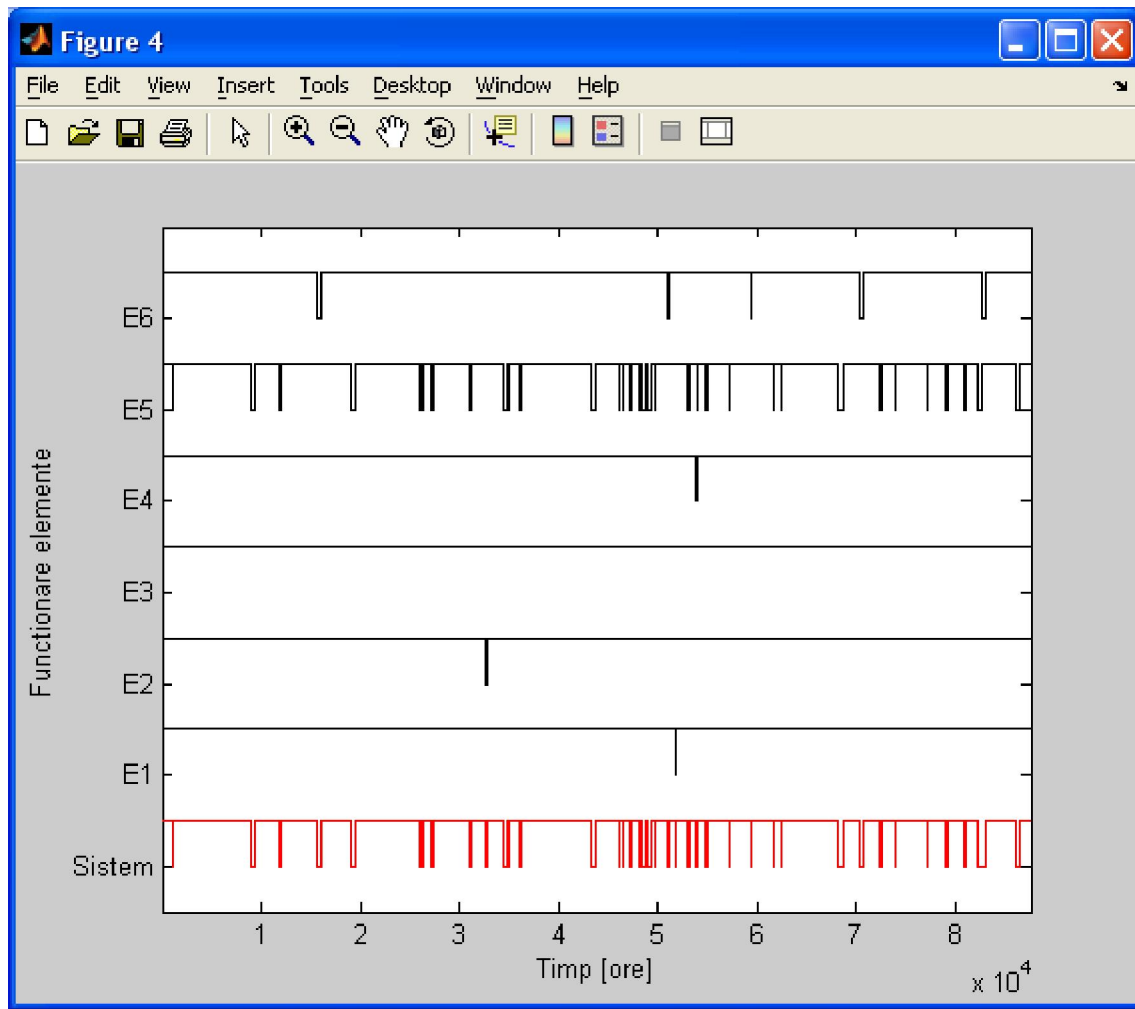 Figure 4
File Edit View Insert Tools Desktop Window Help
E6
E5
E4
E3
E2
E1
Sistem
Functionare elemente
1 2 3 4 5 6 7 8
Timp [ore]
x 10^4